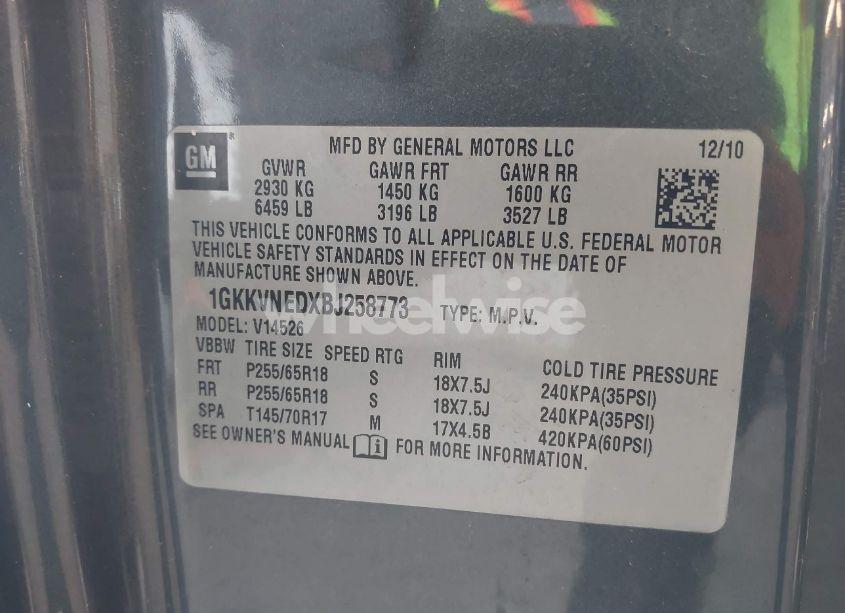 GM
MFD BY GENERAL MOTORS LLC 12/10
GVWR GAWR FRT GAWR RR
2930 KG 1450 KG 1600 KG
6459 LB 3196 LB 3527 LB
THIS VEHICLE CONFORMS TO ALL APPLICABLE U.S. FEDERAL MOTOR
VEHICLE SAFETY STANDARDS IN EFFECT ON THE DATE OF
MANUFACTURE SHOWN ABOVE.
1GKKVNEDXBJ258773 TYPE: M.P.V.
wheelwise
MODEL: V14526
VBBW TIRE SIZE SPEED RTG RIM COLD TIRE PRESSURE
FRT P255/65R18 S 18X7.5J 240KPA(35PSI)
RR P255/65R18 S 18X7.5J 240KPA(35PSI)
SPA T145/70R17 M 17X4.5B 420KPA(60PSI)
SEE OWNER'S MANUAL FOR MORE INFORMATION.